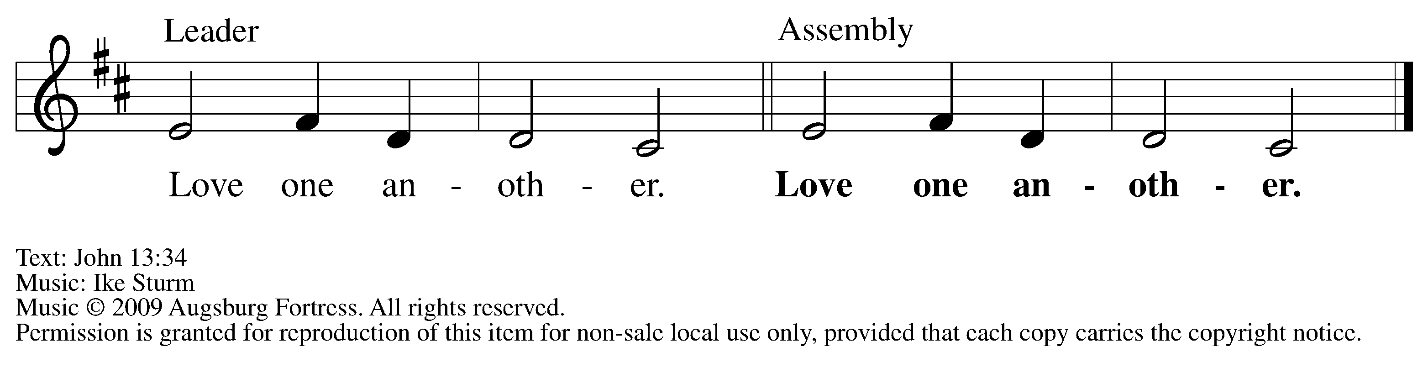 Leader Assembly
Love one an - oth - er. Love one an - oth - er.
Text: John 13:34
Music: Ike Sturm
Music © 2009 Augsburg Fortress. All rights reserved.
Permission is granted for reproduction of this item for non-sale local use only, provided that each copy carries the copyright notice.